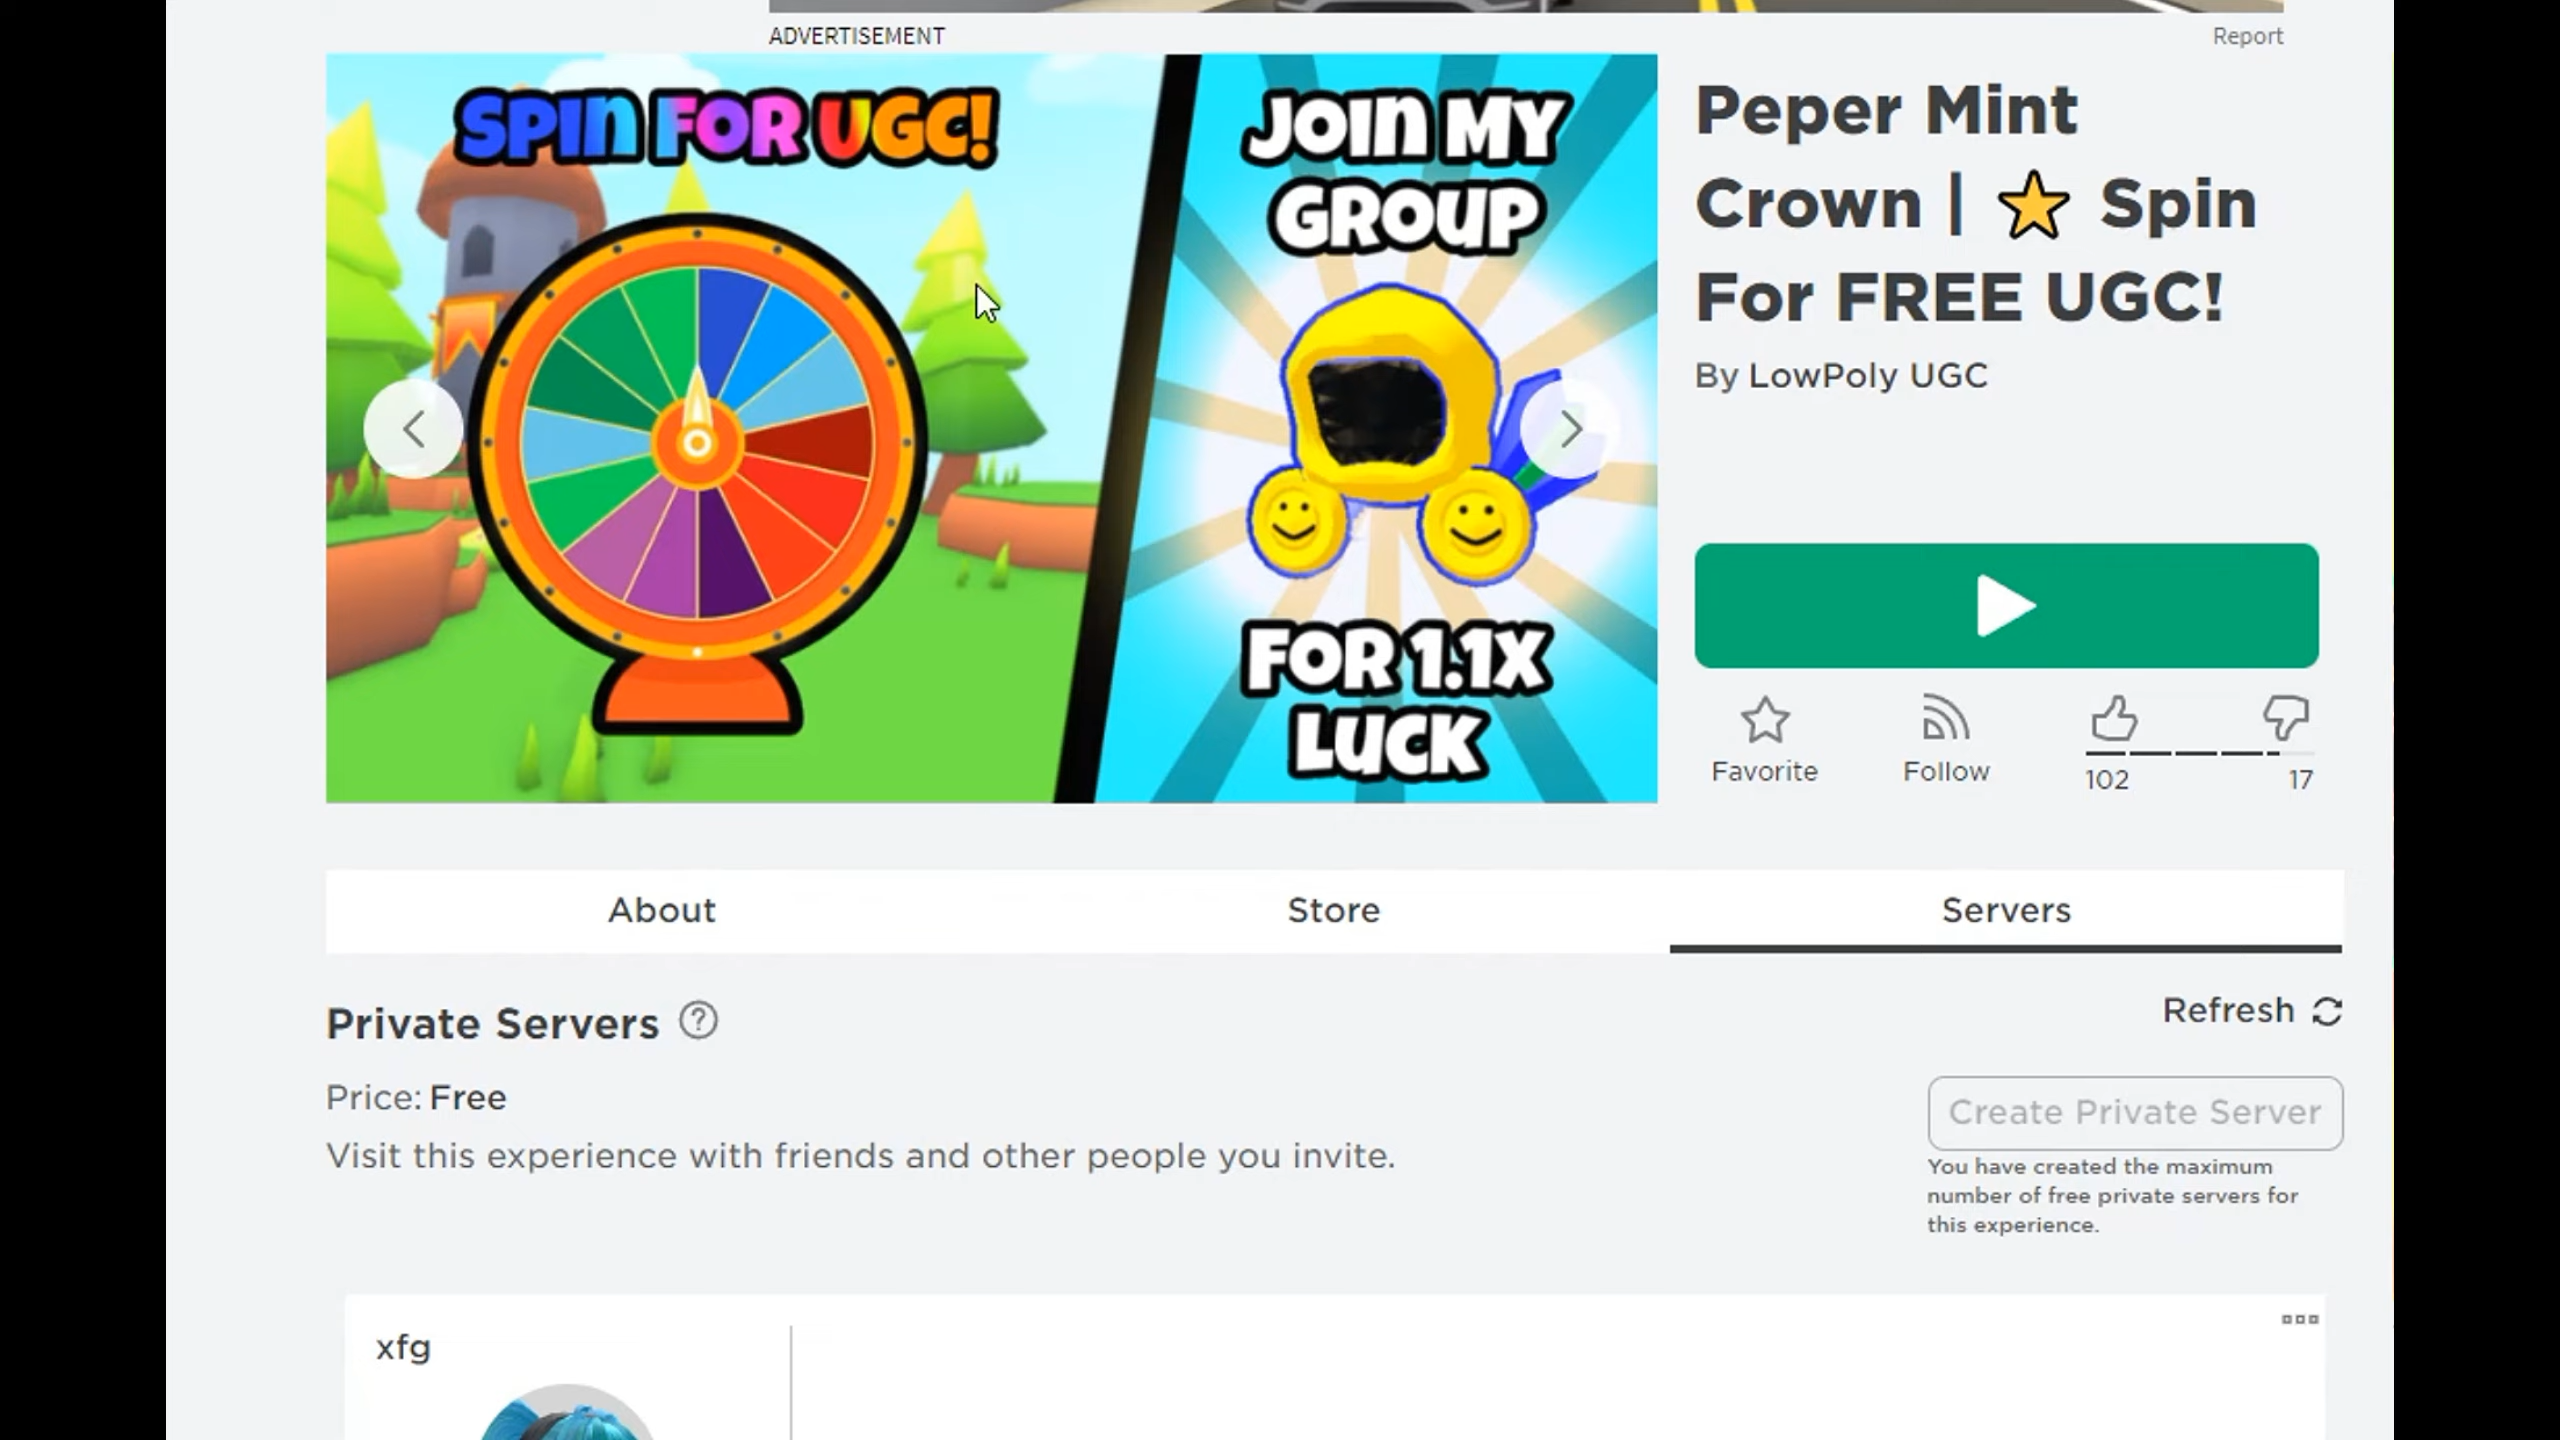 ADVERTISEMENT
Report
SPIN FOR UGC!
JOIN MY
GROUP
FOR 1.1X
LUCK
Peper Mint
Crown | ⭐ Spin
For FREE UGC!
By LowPoly UGC
Favorite
Follow
102
17
About
Store
Servers
Private Servers
Refresh
Price: Free
Visit this experience with friends and other people you invite.
Create Private Server
You have created the maximum
number of free private servers for
this experience.
xfg